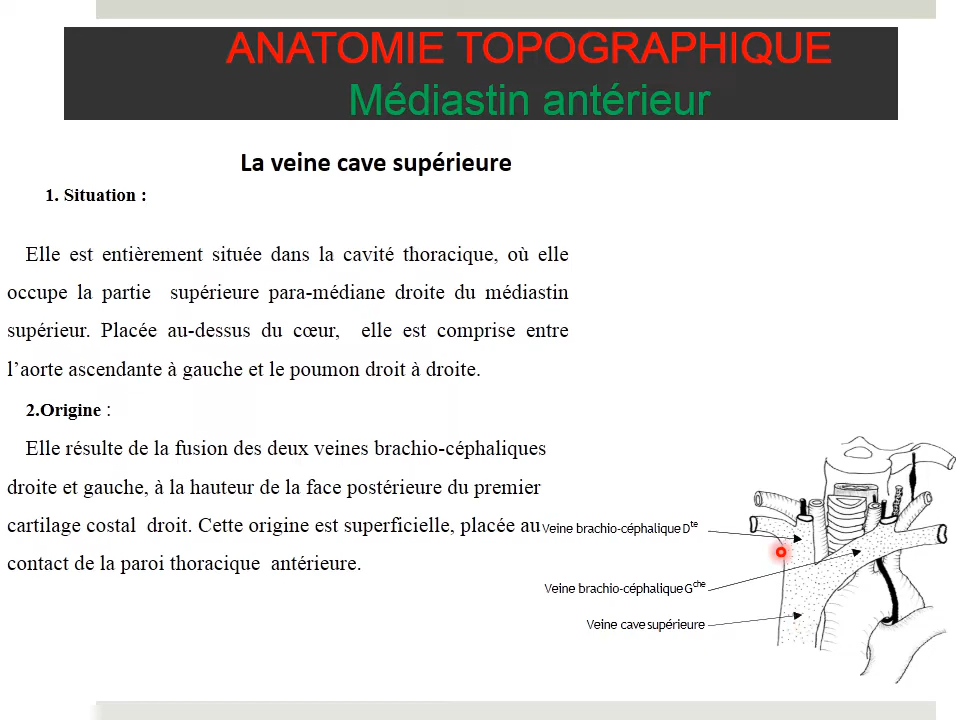 ANATOMIE TOPOGRAPHIQUE
Médiastin antérieur
La veine cave supérieure
1. Situation :
Elle est entièrement située dans la cavité thoracique, où elle
occupe la partie supérieure para-médiane droite du médiastin
supérieur. Placée au-dessus du cœur, elle est comprise entre
l’aorte ascendante à gauche et le poumon droit à droite.
2.Origine :
Elle résulte de la fusion des deux veines brachio-céphaliques
droite et gauche, à la hauteur de la face postérieure du premier
cartilage costal droit. Cette origine est superficielle, placée au
contact de la paroi thoracique antérieure.
Veine brachio-céphalique Dte
Veine brachio-céphalique Gche
Veine cave supérieure